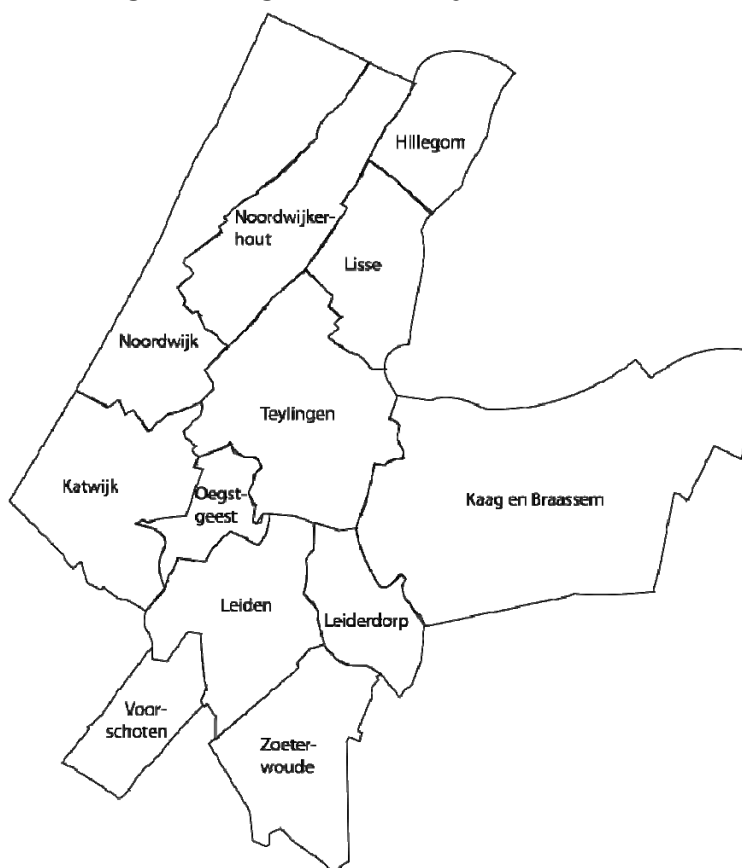 Hillegom
Noordwijker-
hout
Lisse
Noordwijk
Teylingen
Katwijk
Oegst-
geest
Kaag en Braassem
Leiden
Leiderdorp
Voor-
schoten
Zoeter-
woude